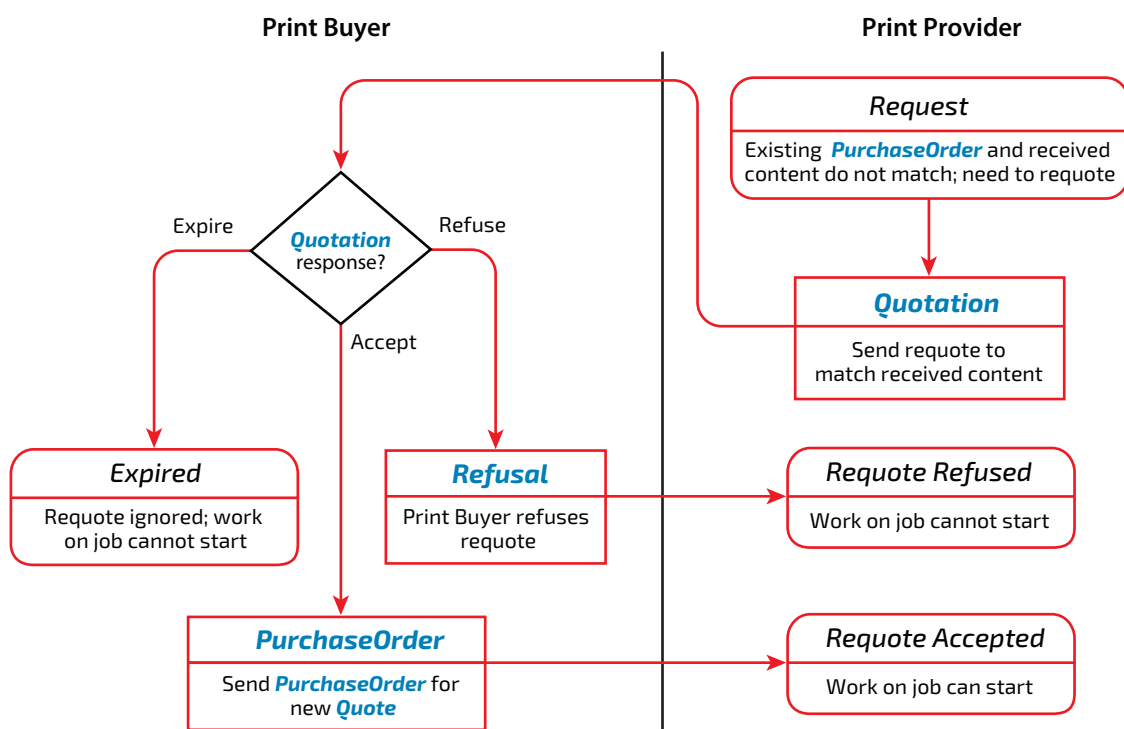 Print Buyer
Print Provider
Request
Existing PurchaseOrder and received
content do not match; need to requote
Expire
Refuse
Quotation
response?
Accept
Quotation
Send requote to
match received content
Expired
Requote ignored; work
on job cannot start
Refusal
Print Buyer refuses
requote
Requote Refused
Work on job cannot start
PurchaseOrder
Send PurchaseOrder for
new Quote
Requote Accepted
Work on job can start